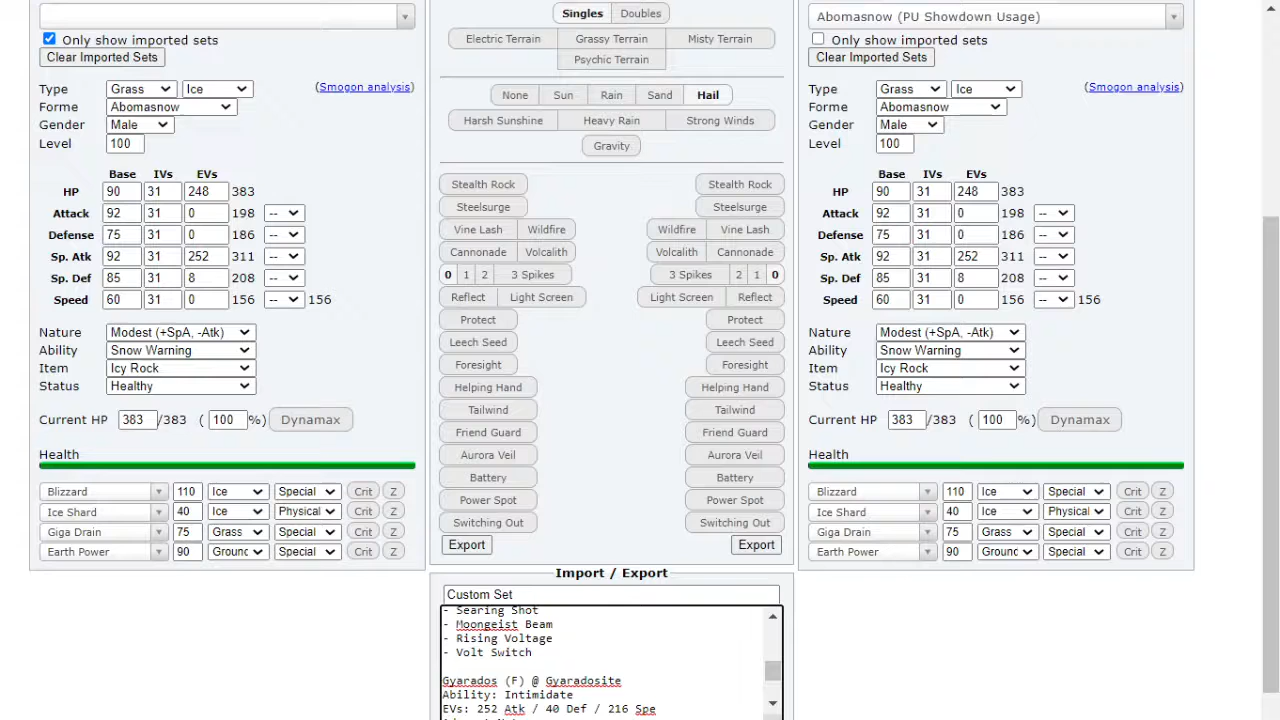 Only show imported sets
Clear Imported Sets
Type Grass Ice (Smogon analysis)
Forme Abomasnow
Gender Male
Level 100
Base IVs EVs
HP 90 31 248 383
Attack 92 31 0 198 --
Defense 75 31 0 186 --
Sp. Atk 92 31 252 311 --
Sp. Def 85 31 8 208 --
Speed 60 31 0 156 -- 156
Nature Modest (+SpA, -Atk)
Ability Snow Warning
Item Icy Rock
Status Healthy
Current HP 383 /383 ( 100 %) Dynamax
Health
Blizzard 110 Ice Special Crit Z
Ice Shard 40 Ice Physical Crit Z
Giga Drain 75 Grass Special Crit Z
Earth Power 90 Ground Special Crit Z
Singles Doubles
Electric Terrain Grassy Terrain Misty Terrain
Psychic Terrain
None Sun Rain Sand Hail
Harsh Sunshine Heavy Rain Strong Winds
Gravity
Stealth Rock Stealth Rock
Steelsurge Steelsurge
Vine Lash Wildfire Wildfire Vine Lash
Cannonade Volcalith Volcalith Cannonade
0 1 2 3 Spikes 3 Spikes 2 1 0
Reflect Light Screen Light Screen Reflect
Protect Protect
Leech Seed Leech Seed
Foresight Foresight
Helping Hand Helping Hand
Tailwind Tailwind
Friend Guard Friend Guard
Aurora Veil Aurora Veil
Battery Battery
Power Spot Power Spot
Switching Out Switching Out
Export Export
Import / Export
Custom Set
- Searing Shot
- Moongeist Beam
- Rising Voltage
- Volt Switch
Gyarados (F) @ Gyaradosite
Ability: Intimidate
EVs: 252 Atk / 40 Def / 216 Spe
Abomasnow (PU Showdown Usage)
Only show imported sets
Clear Imported Sets
Type Grass Ice (Smogon analysis)
Forme Abomasnow
Gender Male
Level 100
Base IVs EVs
HP 90 31 248 383
Attack 92 31 0 198 --
Defense 75 31 0 186 --
Sp. Atk 92 31 252 311 --
Sp. Def 85 31 8 208 --
Speed 60 31 0 156 -- 156
Nature Modest (+SpA, -Atk)
Ability Snow Warning
Item Icy Rock
Status Healthy
Current HP 383 /383 ( 100 %) Dynamax
Health
Blizzard 110 Ice Special Crit Z
Ice Shard 40 Ice Physical Crit Z
Giga Drain 75 Grass Special Crit Z
Earth Power 90 Ground Special Crit Z